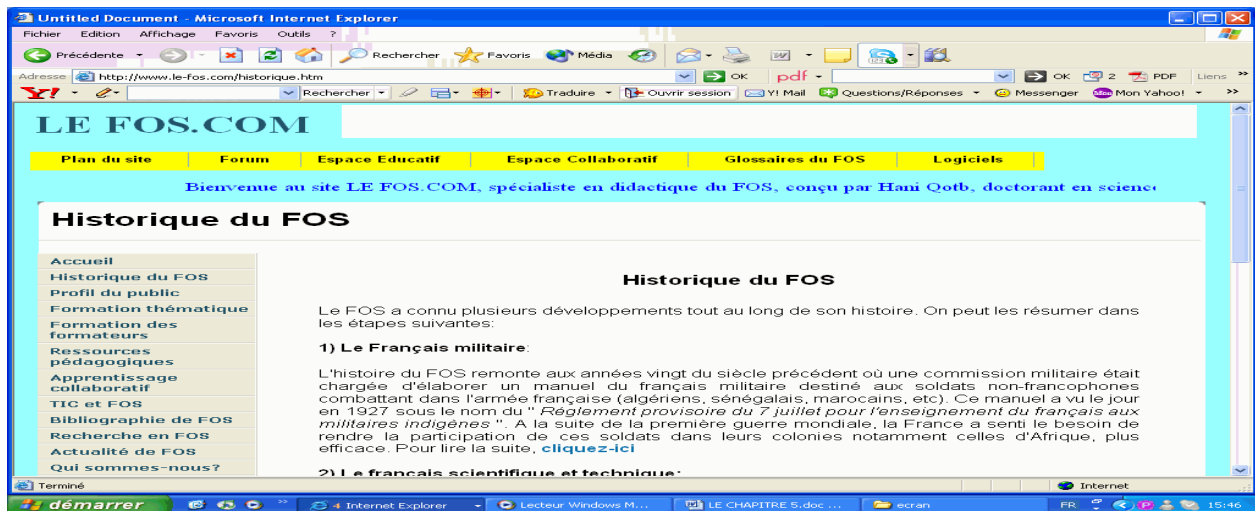 Untitled Document - Microsoft Internet Explorer
Fichier Edition Affichage Favoris Outils ?
Précédente Rechercher Favoris Média
Adresse http://www.le-fos.com/historique.htm OK pdf OK 2 PDF Liens »
Y! Rechercher Traduire Ouvrir session Y! Mail Questions/Réponses Messenger Mon Yahoo! »
LE FOS.COM
Plan du site Forum Espace Educatif Espace Collaboratif Glossaires du FOS Logiciels
Bienvenue au site LE FOS.COM, spécialiste en didactique du FOS, conçu par Hani Qotb, doctorant en science
Historique du FOS
Accueil
Historique du FOS
Profil du public
Formation thématique
Formation des
formateurs
Ressources
pédagogiques
Apprentissage
collaboratif
TIC et FOS
Bibliographie de FOS
Recherche en FOS
Actualité de FOS
Qui sommes-nous?
Historique du FOS
Le FOS a connu plusieurs développements tout au long de son histoire. On peut les résumer dans
les étapes suivantes:
1) Le Français militaire:
L'histoire du FOS remonte aux années vingt du siècle précédent où une commission militaire était
chargée d'élaborer un manuel du français militaire destiné aux soldats non-francophones
combattant dans l'armée française (algériens, sénégalais, marocains, etc). Ce manuel a vu le jour
en 1927 sous le nom du " Règlement provisoire du 7 juillet pour l'enseignement du français aux
militaires indigènes ". A la suite de la première guerre mondiale, la France a senti le besoin de
rendre la participation de ces soldats dans leurs colonies notamment celles d'Afrique, plus
efficace. Pour lire la suite, cliquez-ici
2) Le français scientifique et technique:
Terminé Internet
démarrer » 4 Internet Explorer Lecteur Windows M... LE CHAPITRE 5.doc ... ecran FR 15:46